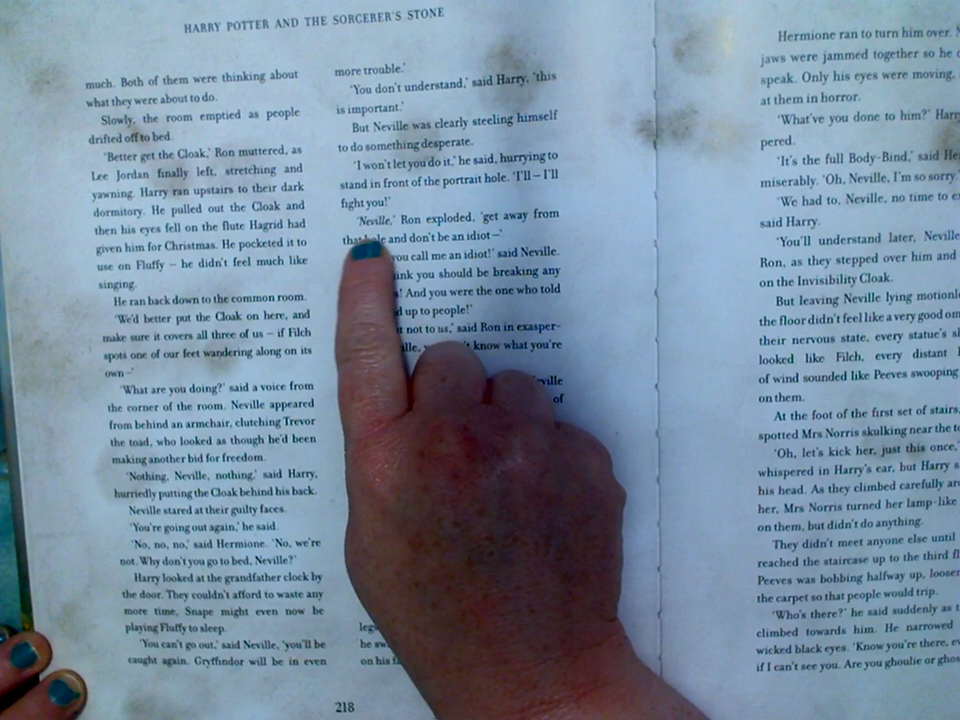 HARRY POTTER AND THE SORCERER'S STONE
much. Both of them were thinking about
what they were about to do.
Slowly, the room emptied as people
drifted off to bed.
'Better get the Cloak,' Ron muttered, as
Lee Jordan finally left, stretching and
yawning. Harry ran upstairs to their dark
dormitory. He pulled out the Cloak and
then his eyes fell on the flute Hagrid had
given him for Christmas. He pocketed it to
use on Fluffy – he didn't feel much like
singing.
He ran back down to the common room.
'We'd better put the Cloak on here, and
make sure it covers all three of us – if Filch
spots one of our feet wandering along on its
own –'
'What are you doing?' said a voice from
the corner of the room. Neville appeared
from behind an armchair, clutching Trevor
the toad, who looked as though he'd been
making another bid for freedom.
'Nothing, Neville, nothing,' said Harry,
hurriedly putting the Cloak behind his back.
Neville stared at their guilty faces.
'You're going out again,' he said.
'No, no, no,' said Hermione. 'No, we're
not. Why don't you go to bed, Neville?'
Harry looked at the grandfather clock by
the door. They couldn't afford to waste any
more time, Snape might even now be
playing Fluffy to sleep.
'You can't go out,' said Neville, 'you'll be
caught again. Gryffindor will be in even
218
more trouble.'
'You don't understand,' said Harry, 'this
is important.'
But Neville was clearly steeling himself
to do something desperate.
'I won't let you do it,' he said, hurrying to
stand in front of the portrait hole. 'I'll – I'll
fight you!'
'Neville,' Ron exploded, 'get away from
that hole and don't be an idiot –'
you call me an idiot!' said Neville.
you should be breaking any
And you were the one who told
up to people!'
not to us,' said Ron in exasper-
know what you're
of
he
on his
Hermione ran to turn him over.
jaws were jammed together so he
speak. Only his eyes were moving,
at them in horror.
'What've you done to him?'
pered.
'It's the full Body-Bind,' said
miserably. 'Oh, Neville, I'm so sorry.'
'We had to, Neville, no time to
said Harry.
'You'll understand later, Neville
Ron, as they stepped over him and
on the Invisibility Cloak.
But leaving Neville lying
the floor didn't feel like a very good
their nervous state, every statue's
looked like Filch, every distant
of wind sounded like Peeves swooping
on them.
At the foot of the first set of stairs,
spotted Mrs Norris skulking near the
'Oh, let's kick her, just this once,'
whispered in Harry's ear, but Harry
his head. As they climbed carefully
her, Mrs Norris turned her lamp-like
on them, but didn't do anything.
They didn't meet anyone else until
reached the staircase up to the third
Peeves was bobbing halfway up,
the carpet so that people would trip.
'Who's there?' he said suddenly as
climbed towards him. He narrowed
wicked black eyes. 'Know you're there,
if I can't see you. Are you ghoulie or